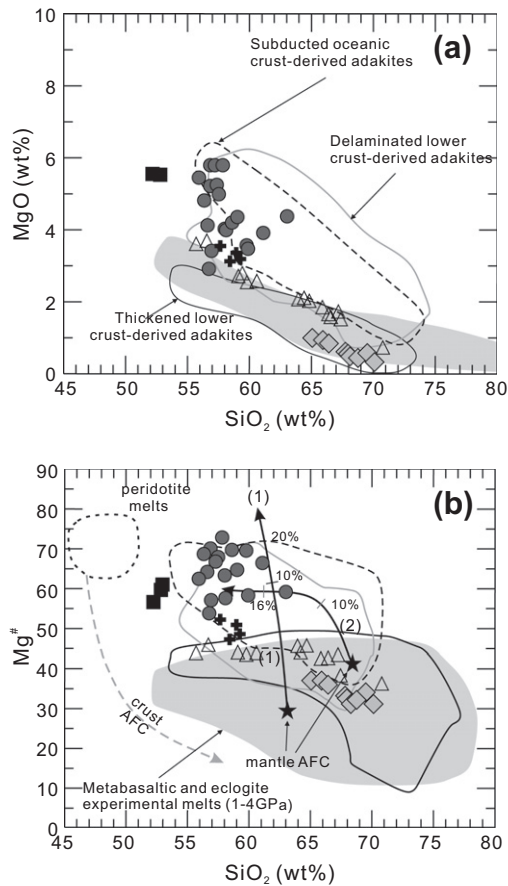 10
8
6
4
2
0
MgO (wt%)
(a)
Subducted oceanic
crust-derived adakites
Delaminated lower
crust-derived adakites
Thickened lower
crust-derived adakites
45 50 55 60 65 70 75 80
SiO2 (wt%)
90
80
70
60
50
40
30
20
10
0
Mg#
(b)
peridotite
melts
(1)
20%
10%
16%
10%
(2)
(1)
crust
AFC
mantle AFC
Metabasaltic and eclogite
experimental melts (1-4GPa)
45 50 55 60 65 70 75 80
SiO2 (wt%)